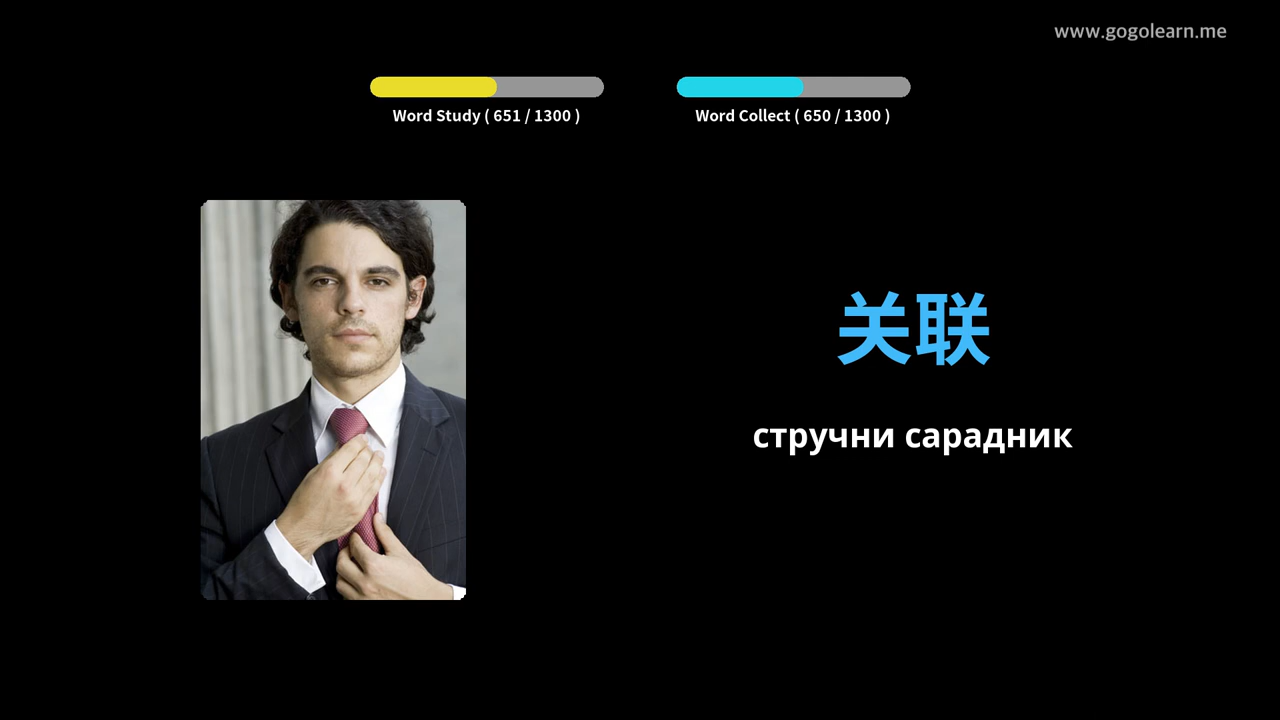 www.gogolearn.me
Word Study ( 651 / 1300 )
Word Collect ( 650 / 1300 )
关联
стручни сарадник